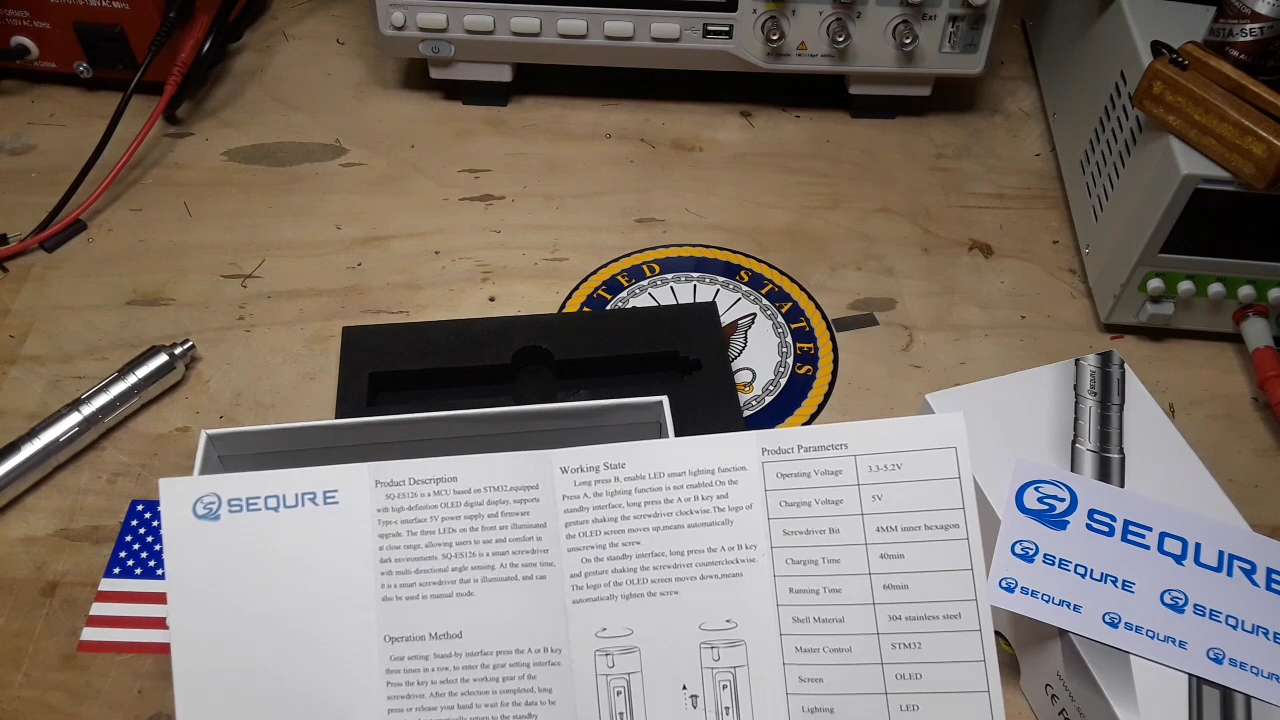 110V AC 60Hz
X
1
Y
2
Ext
INSTA-SET
UNITED STATES
SEQURE
Product Description
SQ-ES126 is a MCU based on STM32,equipped
with high-definition OLED digital display, supports
Type-c interface 5V power supply and firmware
upgrade. The three LEDs on the front are illuminated
at close range, allowing users to use and comfort in
dark environments. SQ-ES126 is a smart screwdriver
with multi-directional angle sensing. At the same time,
it is a smart screwdriver that is illuminated, and can
also be used in manual mode.
Operation Method
Gear setting: Stand-by interface press the A or B key
three times in a row, to enter the gear setting interface.
Press the key to select the working gear of the
screwdriver. After the selection is completed, long
press or release your hand to wait for the data to be
automatically return to the standby
Working State
Long press B, enable LED smart lighting function.
Press A, the lighting function is not enabled.On the
standby interface, long press the A or B key and
gesture shaking the screwdriver clockwise.The logo of
the OLED screen moves up,means automatically
unscrewing the screw.
On the standby interface, long press the A or B key
and gesture shaking the screwdriver counterclockwise.
The logo of the OLED screen moves down,means
automatically tighten the screw.
P
P
Product Parameters
Operating Voltage 3.3-5.2V
Charging Voltage 5V
Screwdriver Bit 4MM inner hexagon
Charging Time 40min
Running Time 60min
Shell Material 304 stainless steel
Master Control STM32
Screen OLED
Lighting LED
SEQURE
SEQURE
SEQURE
SEQURE
SEQURE
SEQURE
SEQURE
CE